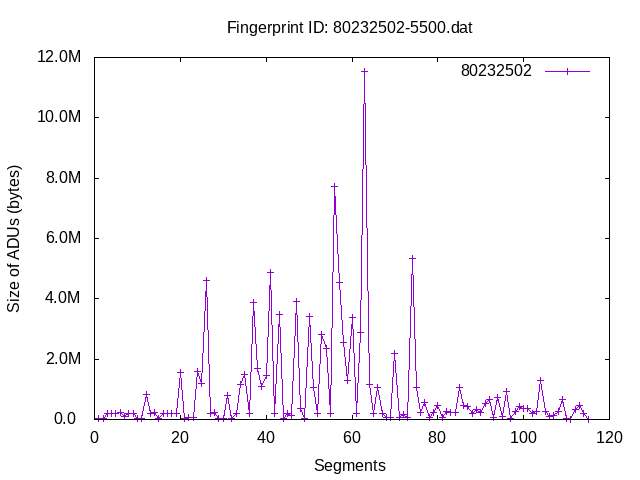 Fingerprint ID: 80232502-5500.dat
80232502
Size of ADUs (bytes)
12.0M
10.0M
8.0M
6.0M
4.0M
2.0M
0.0
0 20 40 60 80 100 120
Segments